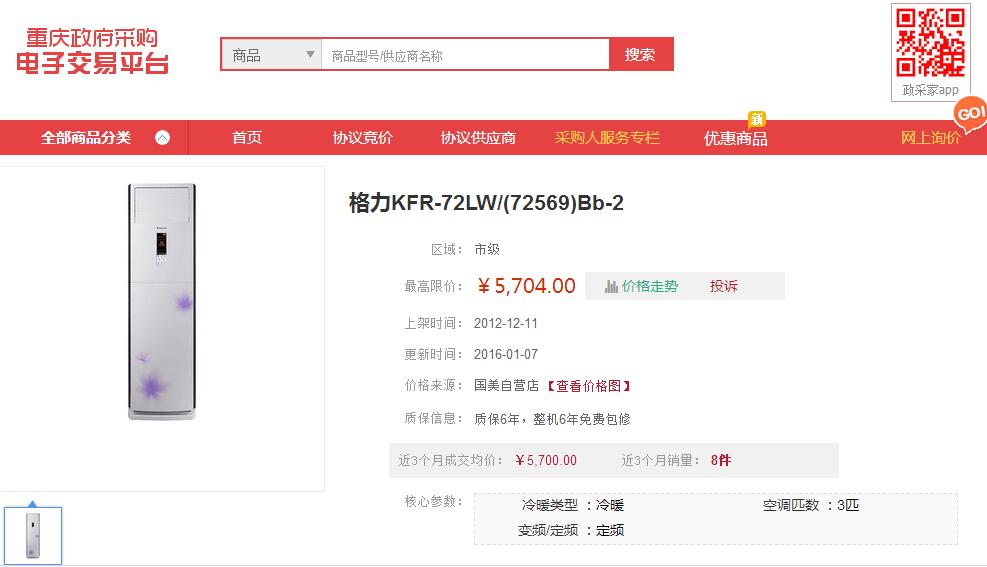 重庆政府采购
电子交易平台
商品
商品型号/供应商名称
搜索
政采家app
GO!
全部商品分类
首页
协议竞价
协议供应商
采购人服务专栏
优惠商品
新
网上询价
格力KFR-72LW/(72569)Bb-2
区域： 市级
最高限价： ￥5,704.00 价格走势 投诉
上架时间： 2012-12-11
更新时间： 2016-01-07
价格来源： 国美自营店【查看价格图】
质保信息： 质保6年，整机6年免费包修
近3个月成交均价： ￥5,700.00 近3个月销量： 8件
核心参数：
冷暖类型 ：冷暖 空调匹数 ：3匹
变频/定频 ：定频